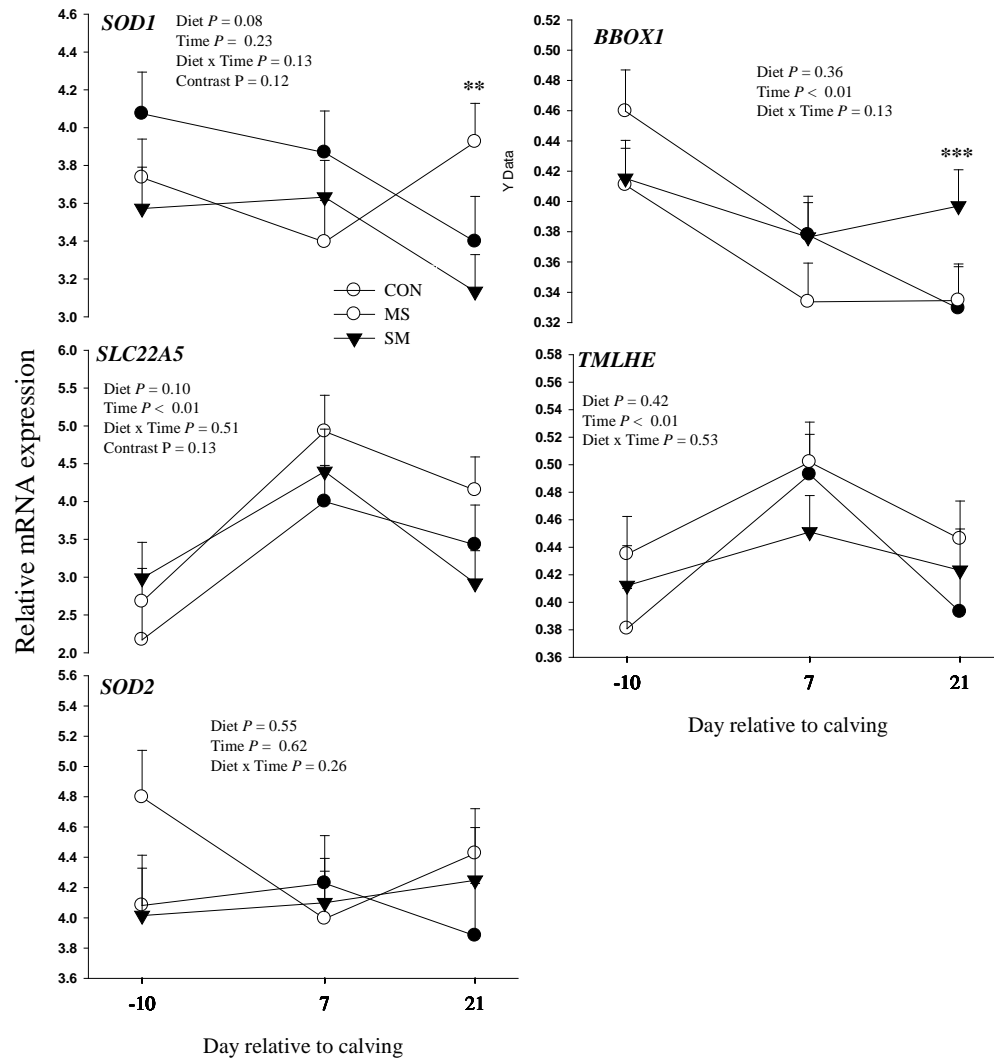 SOD1
Diet P = 0.08
Time P = 0.23
Diet x Time P = 0.13
Contrast P = 0.12
**
4.6
4.4
4.2
4.0
3.8
3.6
3.4
3.2
3.0
CON
MS
SM
BBOX1
Diet P = 0.36
Time P < 0.01
Diet x Time P = 0.13
***
Y Data
0.52
0.50
0.48
0.46
0.44
0.42
0.40
0.38
0.36
0.34
0.32
Relative mRNA expression
SLC22A5
Diet P = 0.10
Time P < 0.01
Diet x Time P = 0.51
Contrast P = 0.13
6.0
5.5
5.0
4.5
4.0
3.5
3.0
2.5
2.0
TMLHE
Diet P = 0.42
Time P < 0.01
Diet x Time P = 0.53
0.58
0.56
0.54
0.52
0.50
0.48
0.46
0.44
0.42
0.40
0.38
0.36
-10 7 21
Day relative to calving
SOD2
Diet P = 0.55
Time P = 0.62
Diet x Time P = 0.26
5.6
5.4
5.2
5.0
4.8
4.6
4.4
4.2
4.0
3.8
3.6
-10 7 21
Day relative to calving